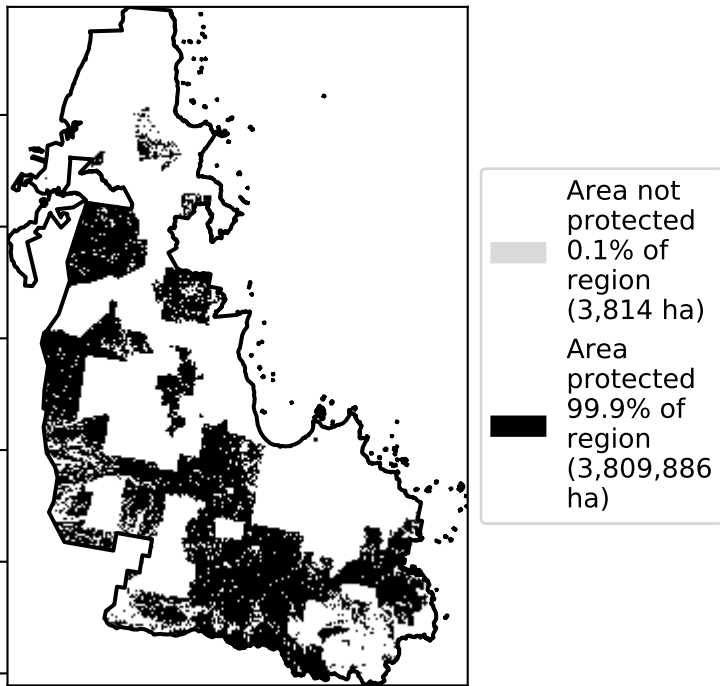 Area not
protected
0.1% of
region
(3,814 ha)
Area
protected
99.9% of
region
(3,809,886
ha)